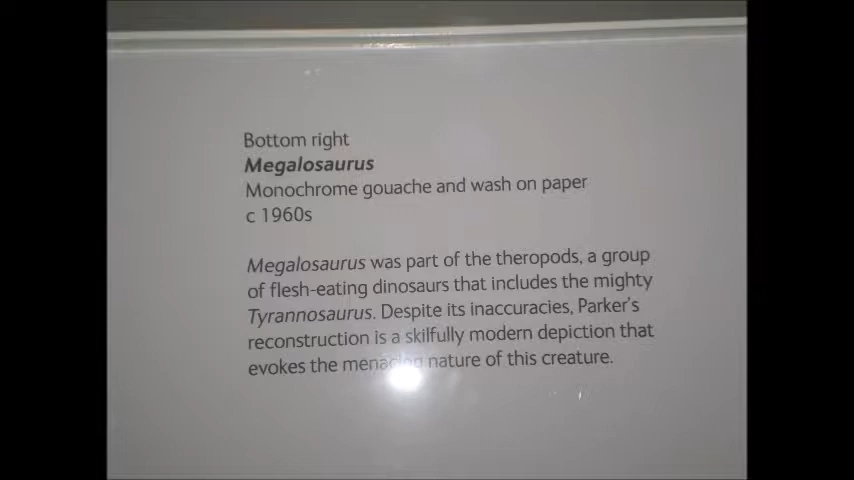 Bottom right
Megalosaurus
Monochrome gouache and wash on paper
c 1960s
Megalosaurus was part of the theropods, a group
of flesh-eating dinosaurs that includes the mighty
Tyrannosaurus. Despite its inaccuracies, Parker's
reconstruction is a skilfully modern depiction that
evokes the menacing nature of this creature.